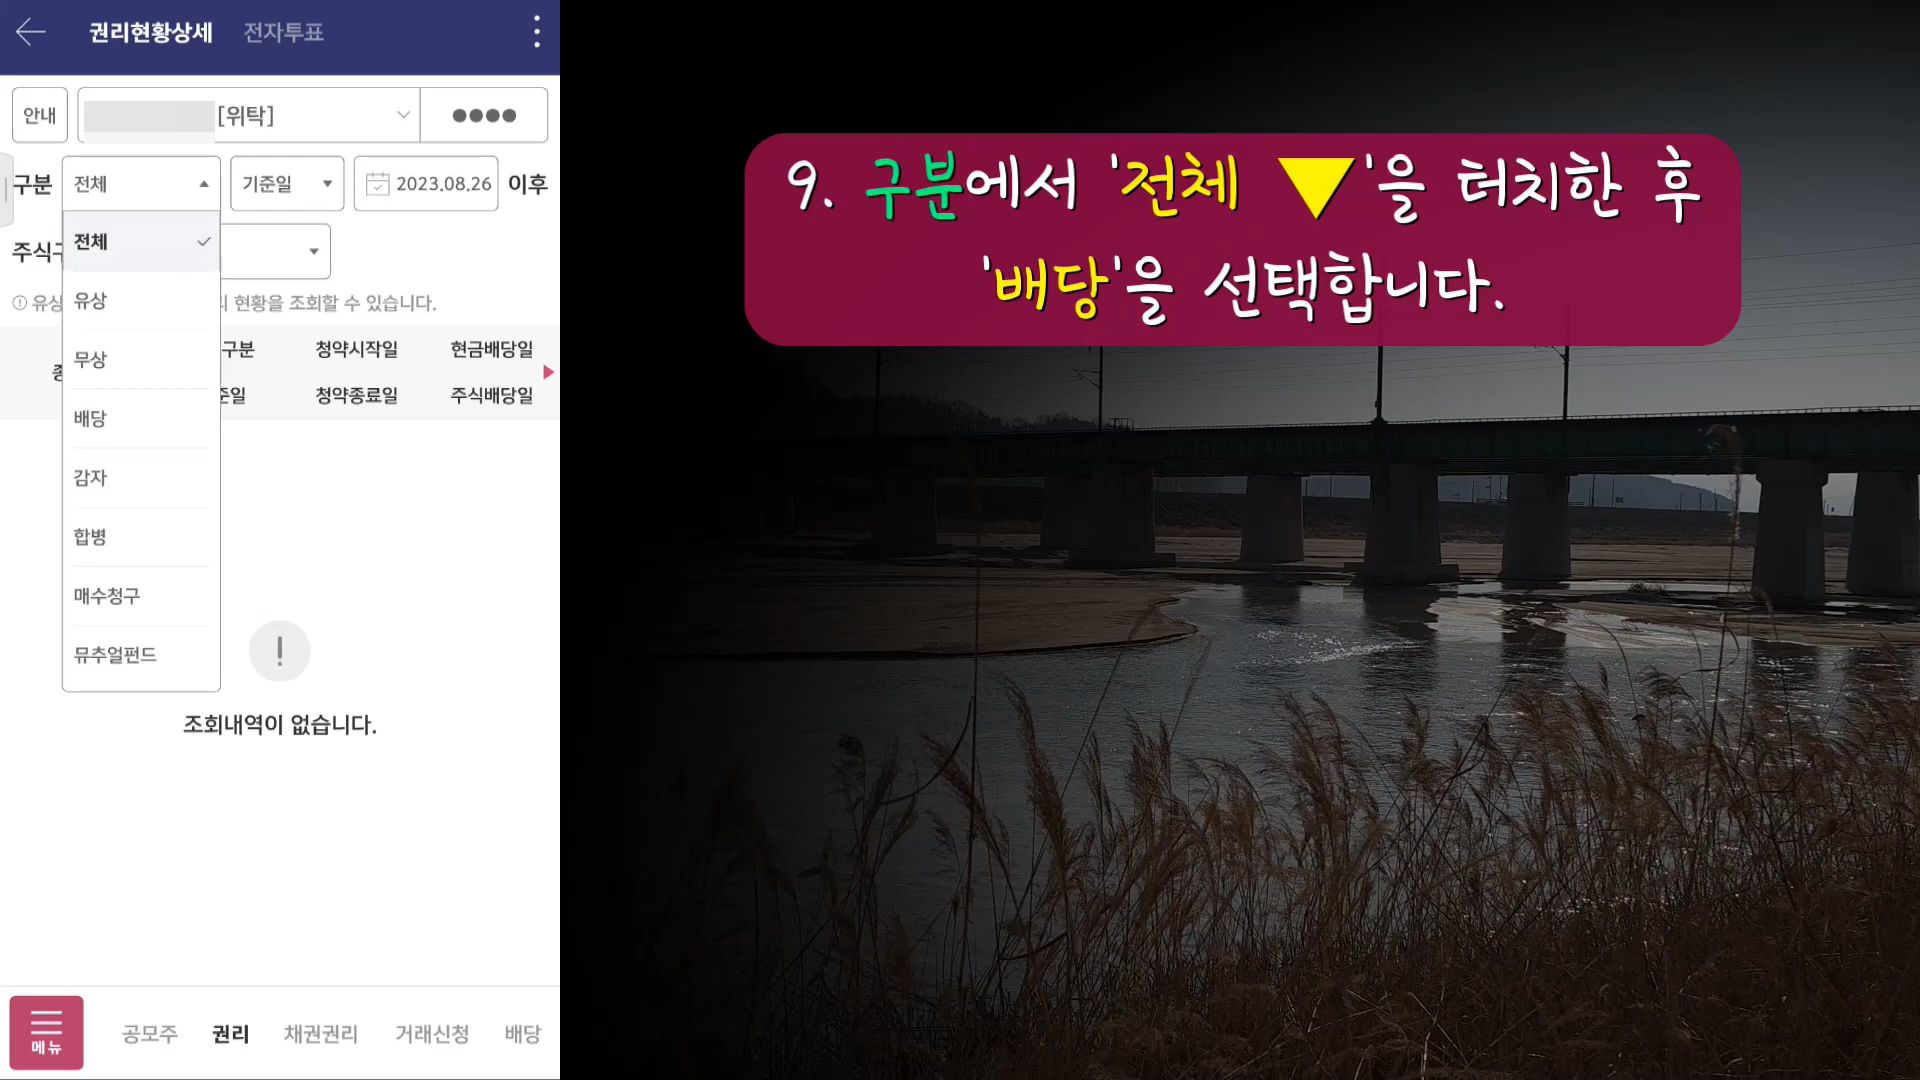 권리현황상세 전자투표
안내 [위탁]
구분 전체 기준일 2023.08.26 이후
전체
유상
무상
배당
감자
합병
매수청구
뮤추얼펀드
현황을 조회할 수 있습니다.
구분 청약시작일 현금배당일
청약종료일 주식배당일
조회내역이 없습니다.
메뉴 공모주 권리 채권권리 거래신청 배당
9. 구분에서 '전체 ▼'을 터치한 후
'배당'을 선택합니다.